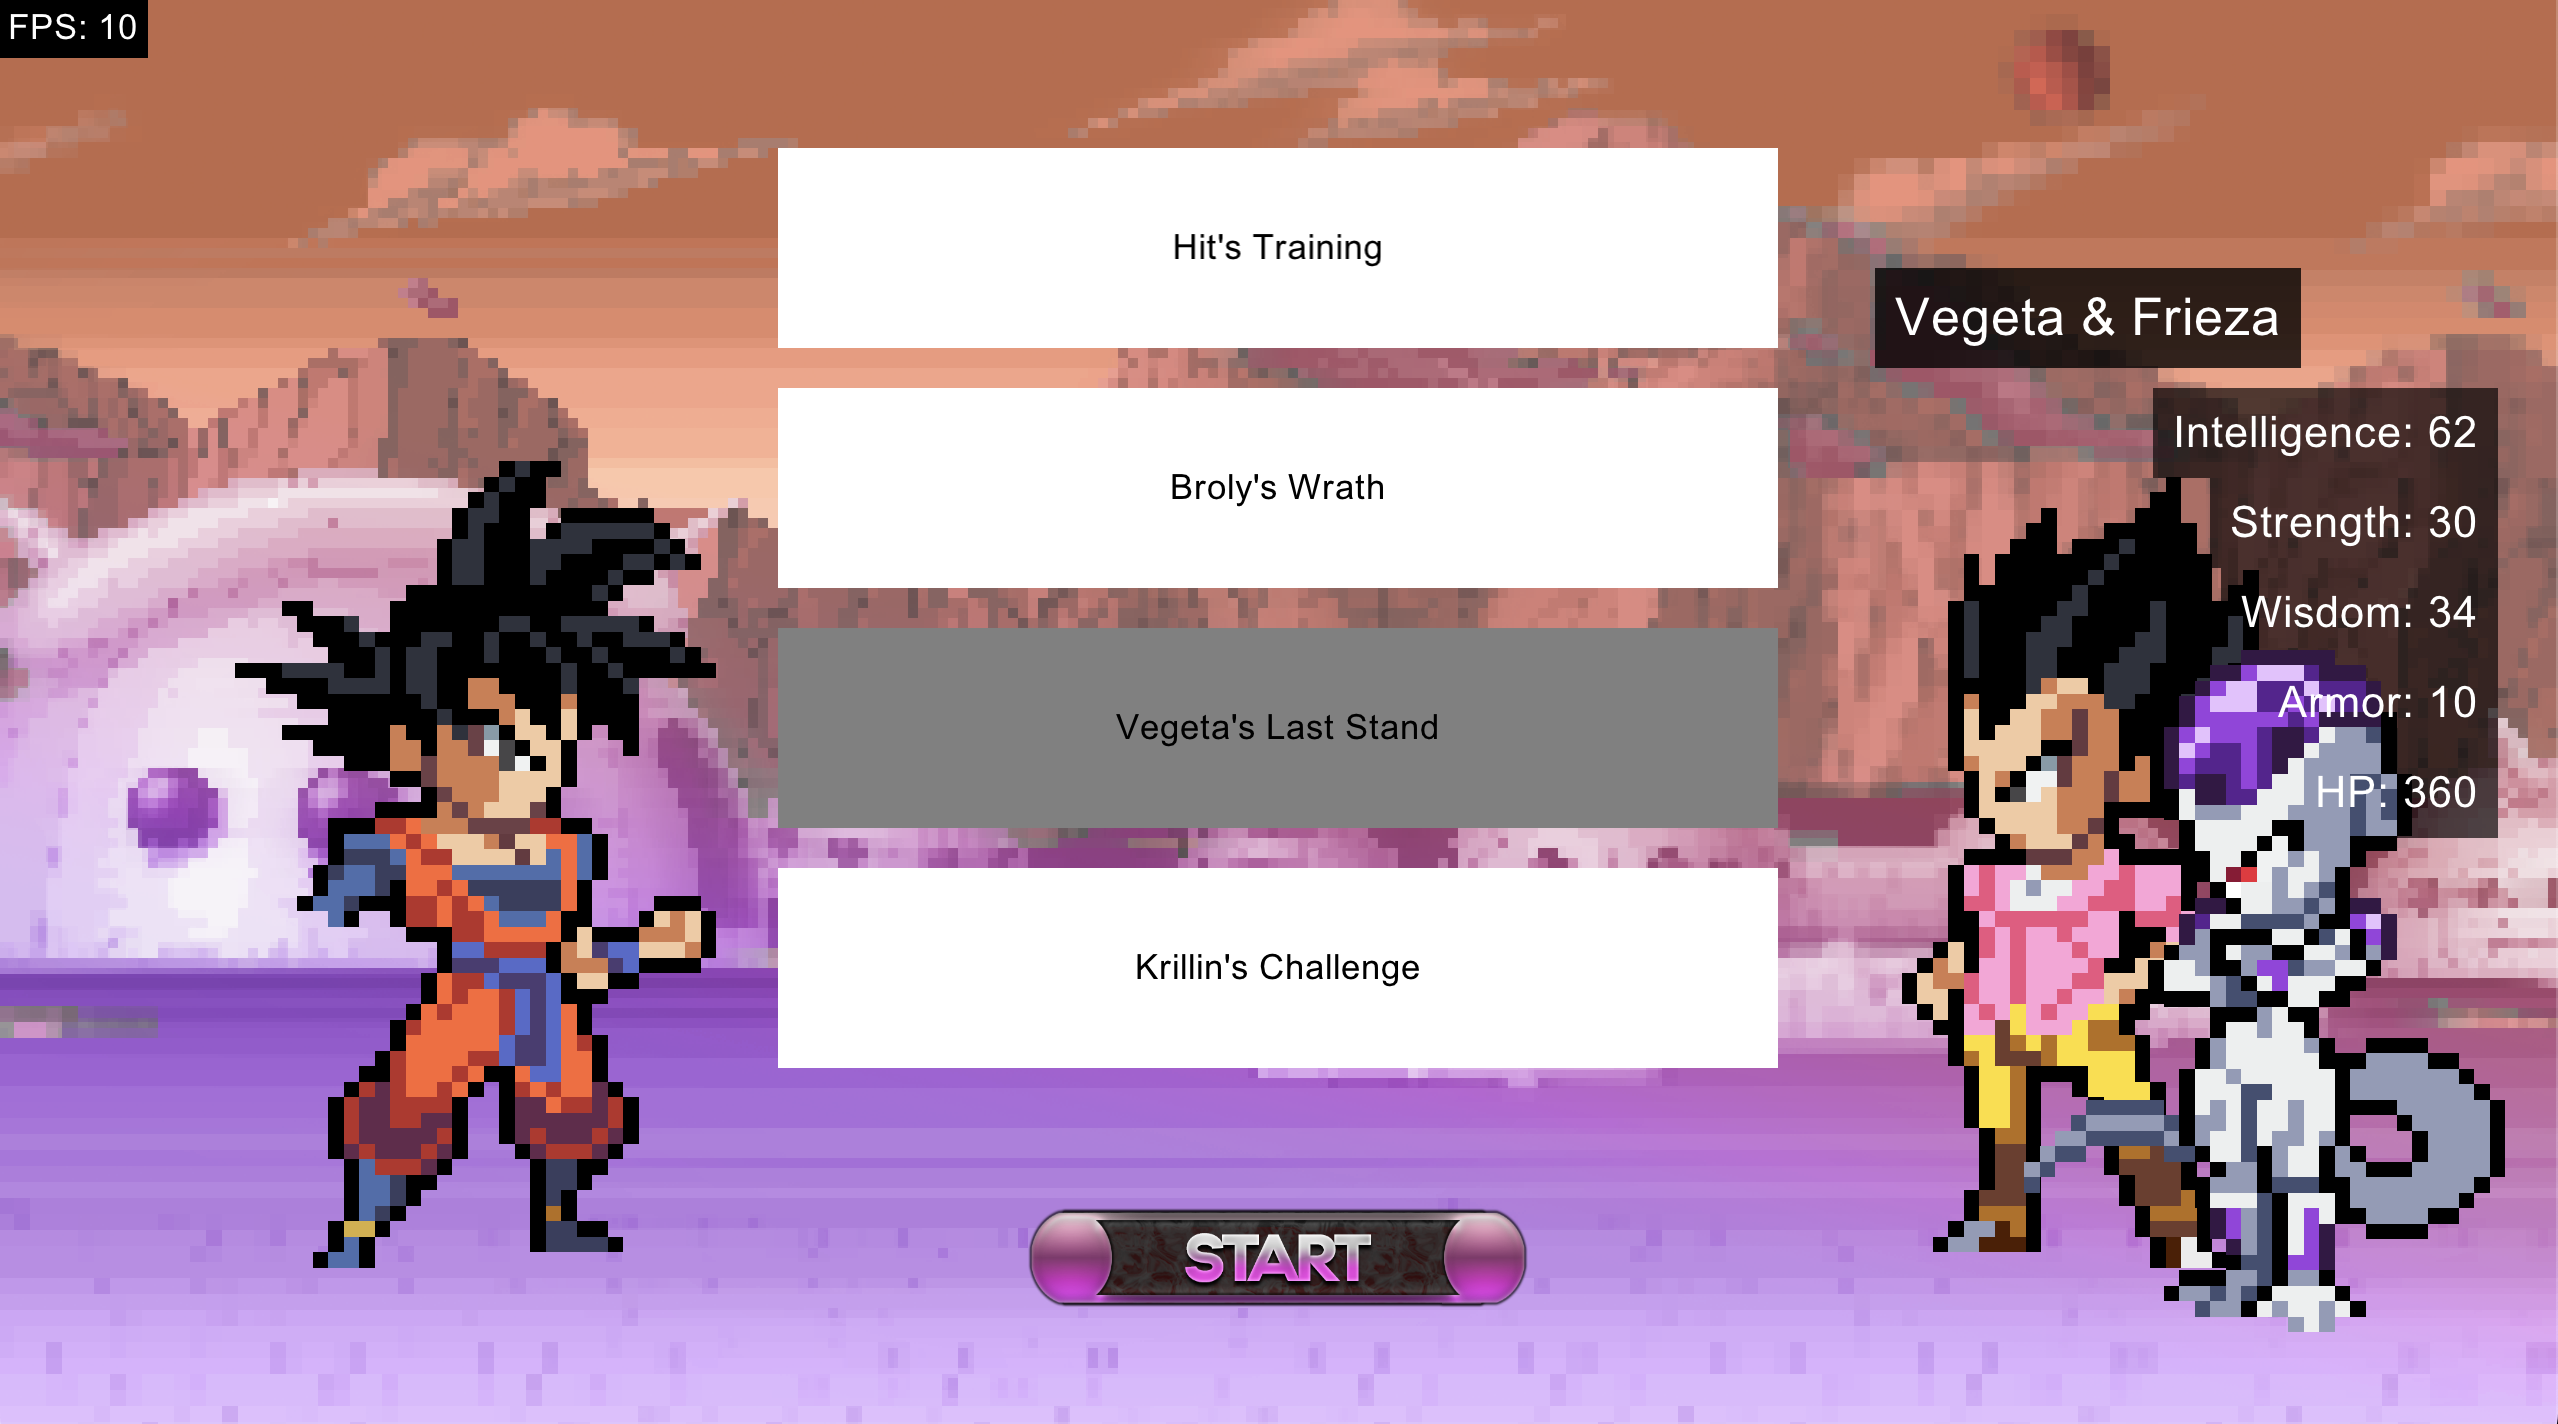 FPS: 10
Hit's Training
Broly's Wrath
Vegeta's Last Stand
Krillin's Challenge
START
Vegeta & Frieza
Intelligence: 62
Strength: 30
Wisdom: 34
Armor: 10
HP: 360